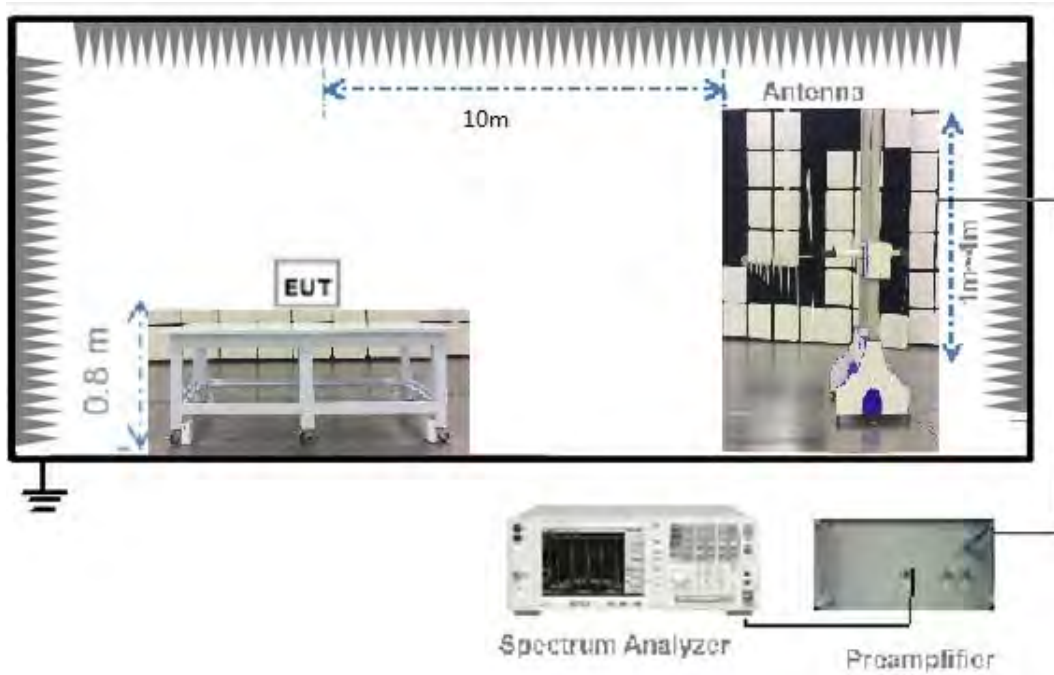 Antenna
10m
1m~4m
EUT
0.8 m
Spectrum Analyzer
Preamplifier